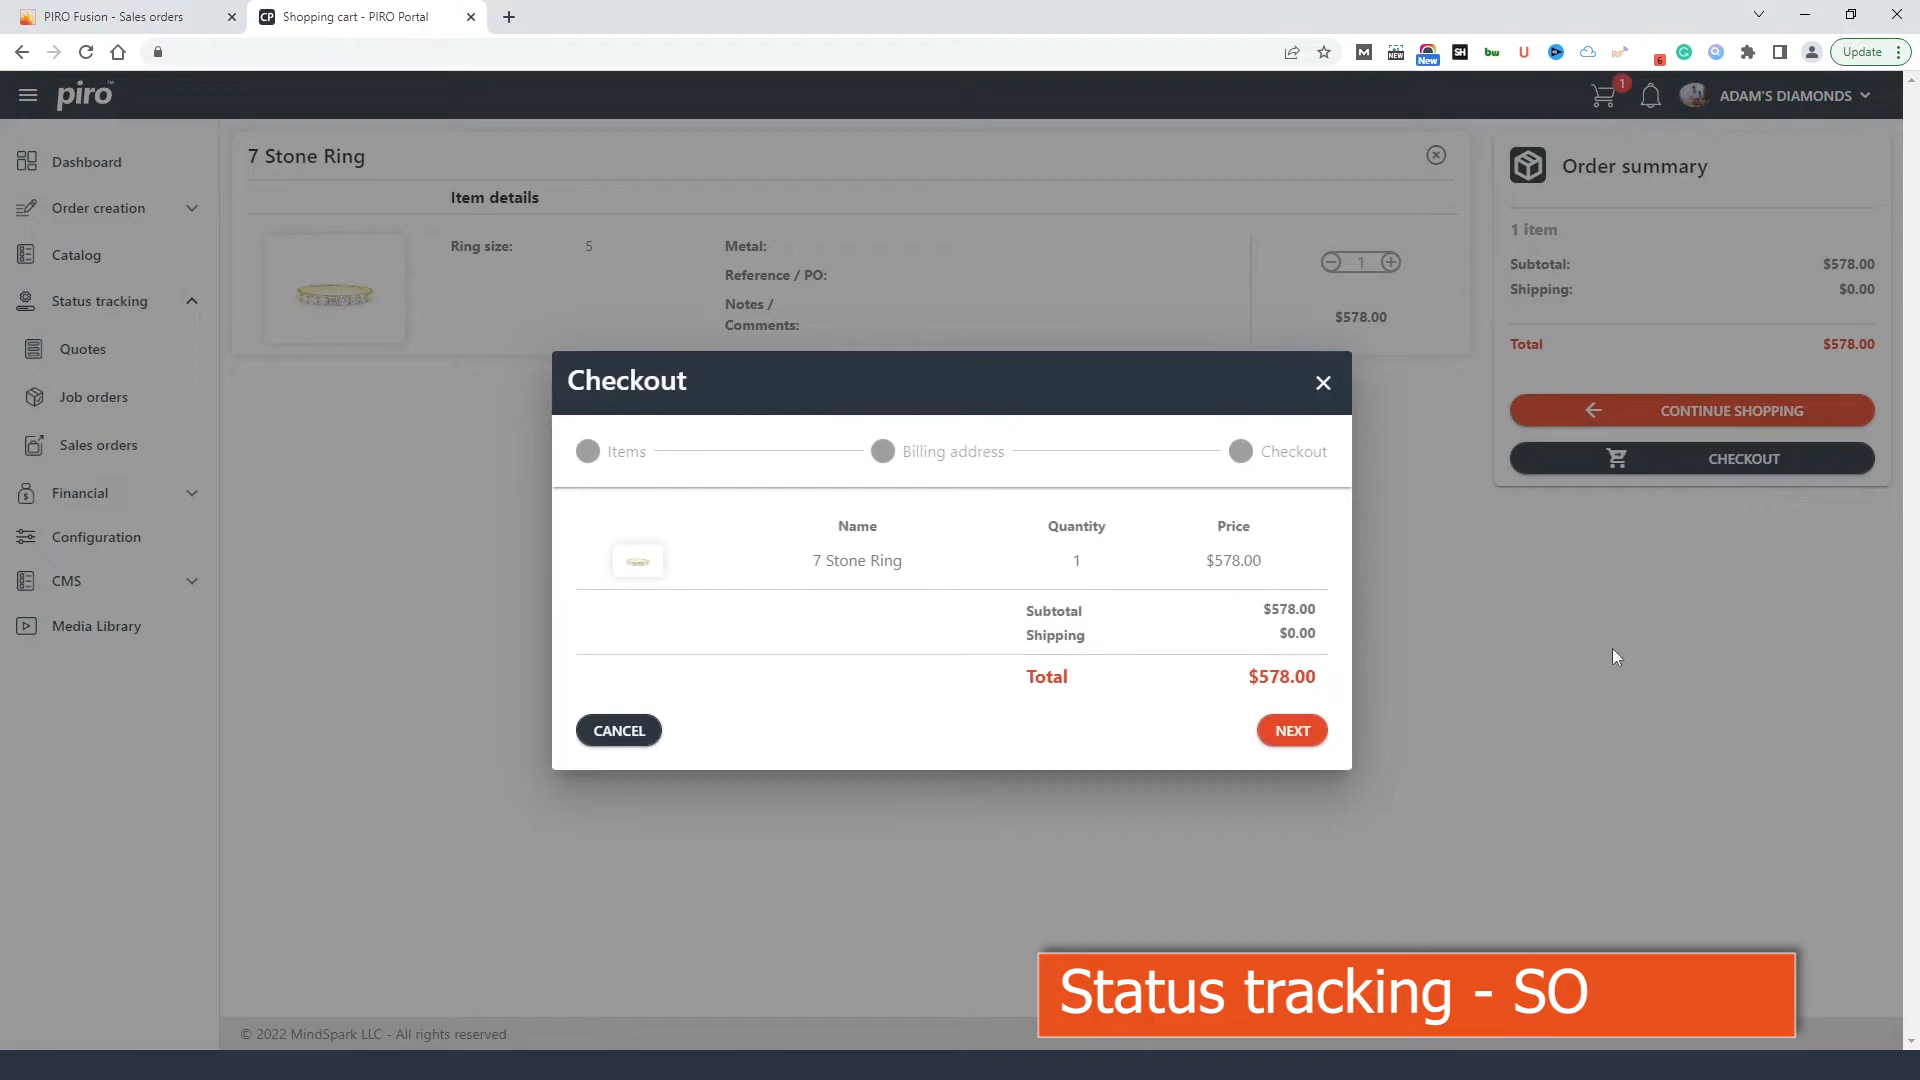 PIRO Fusion - Sales orders
CP Shopping cart - PIRO Portal
Update
piro
1
ADAM'S DIAMONDS
Dashboard
Order creation
Catalog
Status tracking
Quotes
Job orders
Sales orders
Financial
Configuration
CMS
Media Library
7 Stone Ring
Item details
Ring size: 5
Metal:
Reference / PO:
Notes /
Comments:
1
$578.00
Order summary
1 item
Subtotal: $578.00
Shipping: $0.00
Total $578.00
CONTINUE SHOPPING
CHECKOUT
Checkout
Items
Billing address
Checkout
Name Quantity Price
7 Stone Ring 1 $578.00
Subtotal $578.00
Shipping $0.00
Total $578.00
CANCEL
NEXT
Status tracking - SO
© 2022 MindSpark LLC - All rights reserved